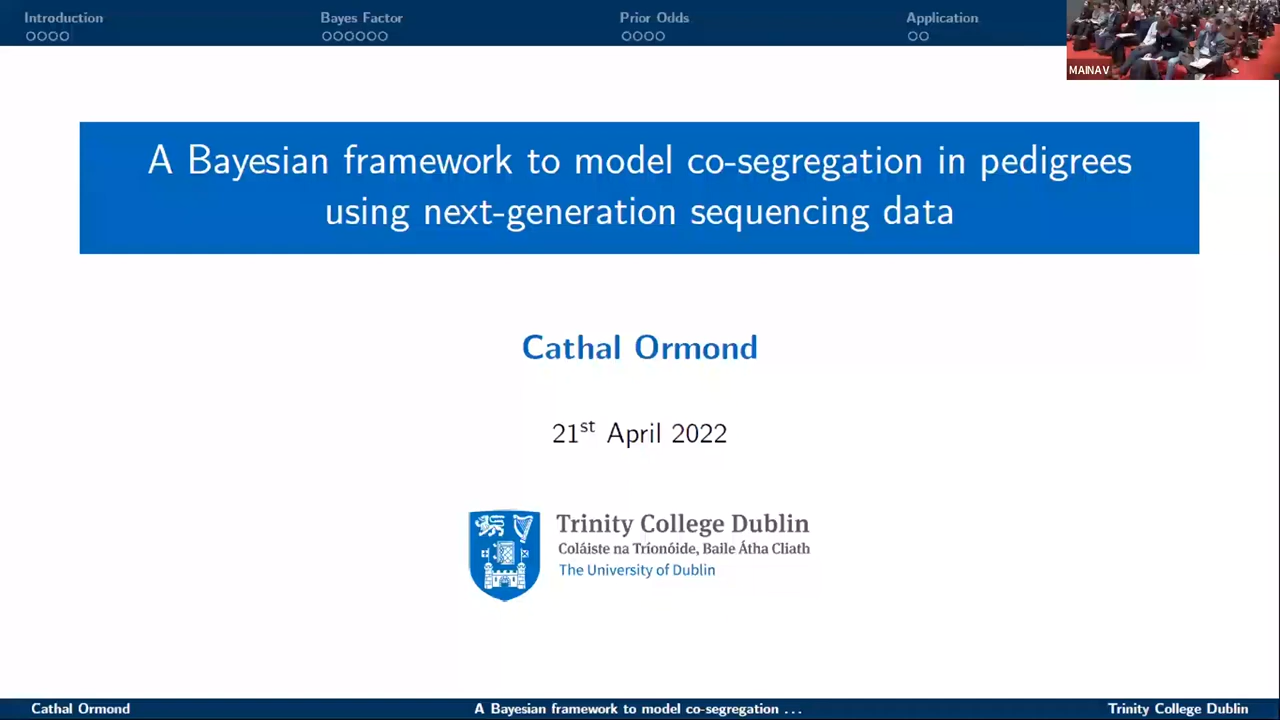 Introduction
Bayes Factor
Prior Odds
Application
MAINAV
A Bayesian framework to model co-segregation in pedigrees
using next-generation sequencing data
Cathal Ormond
21st April 2022
Trinity College Dublin
Coláiste na Tríonóide, Baile Átha Cliath
The University of Dublin
Cathal Ormond
A Bayesian framework to model co-segregation ...
Trinity College Dublin